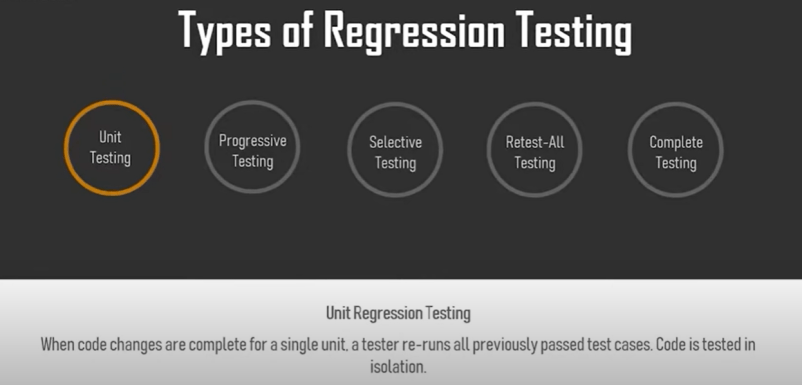 Types of Regression Testing
Unit
Testing
Progressive
Testing
Selective
Testing
Retest-All
Testing
Complete
Testing
Unit Regression Testing
When code changes are complete for a single unit, a tester re-runs all previously passed test cases. Code is tested in
isolation.